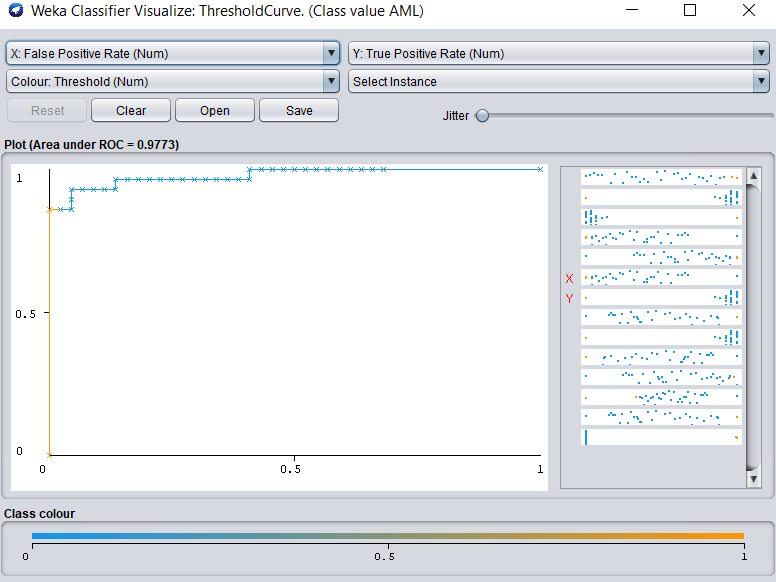 Weka Classifier Visualize: ThresholdCurve. (Class value AML)
X: False Positive Rate (Num) Y: True Positive Rate (Num)
Colour: Threshold (Num) Select Instance
Reset Clear Open Save Jitter
Plot (Area under ROC = 0.9773)
1
0.5
0
0 0.5 1
X
Y
Class colour
0 0.5 1